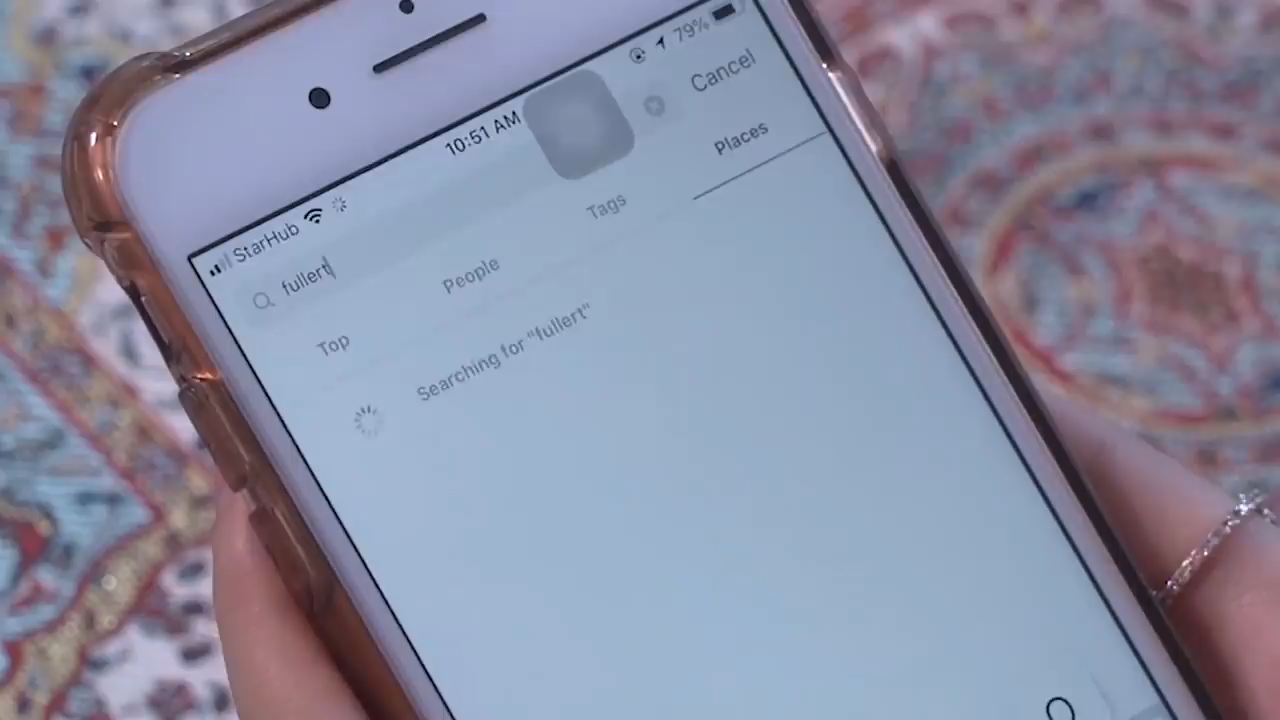 StarHub 10:51 AM 79%
fullert Cancel
Top People Tags Places
Searching for "fullert"